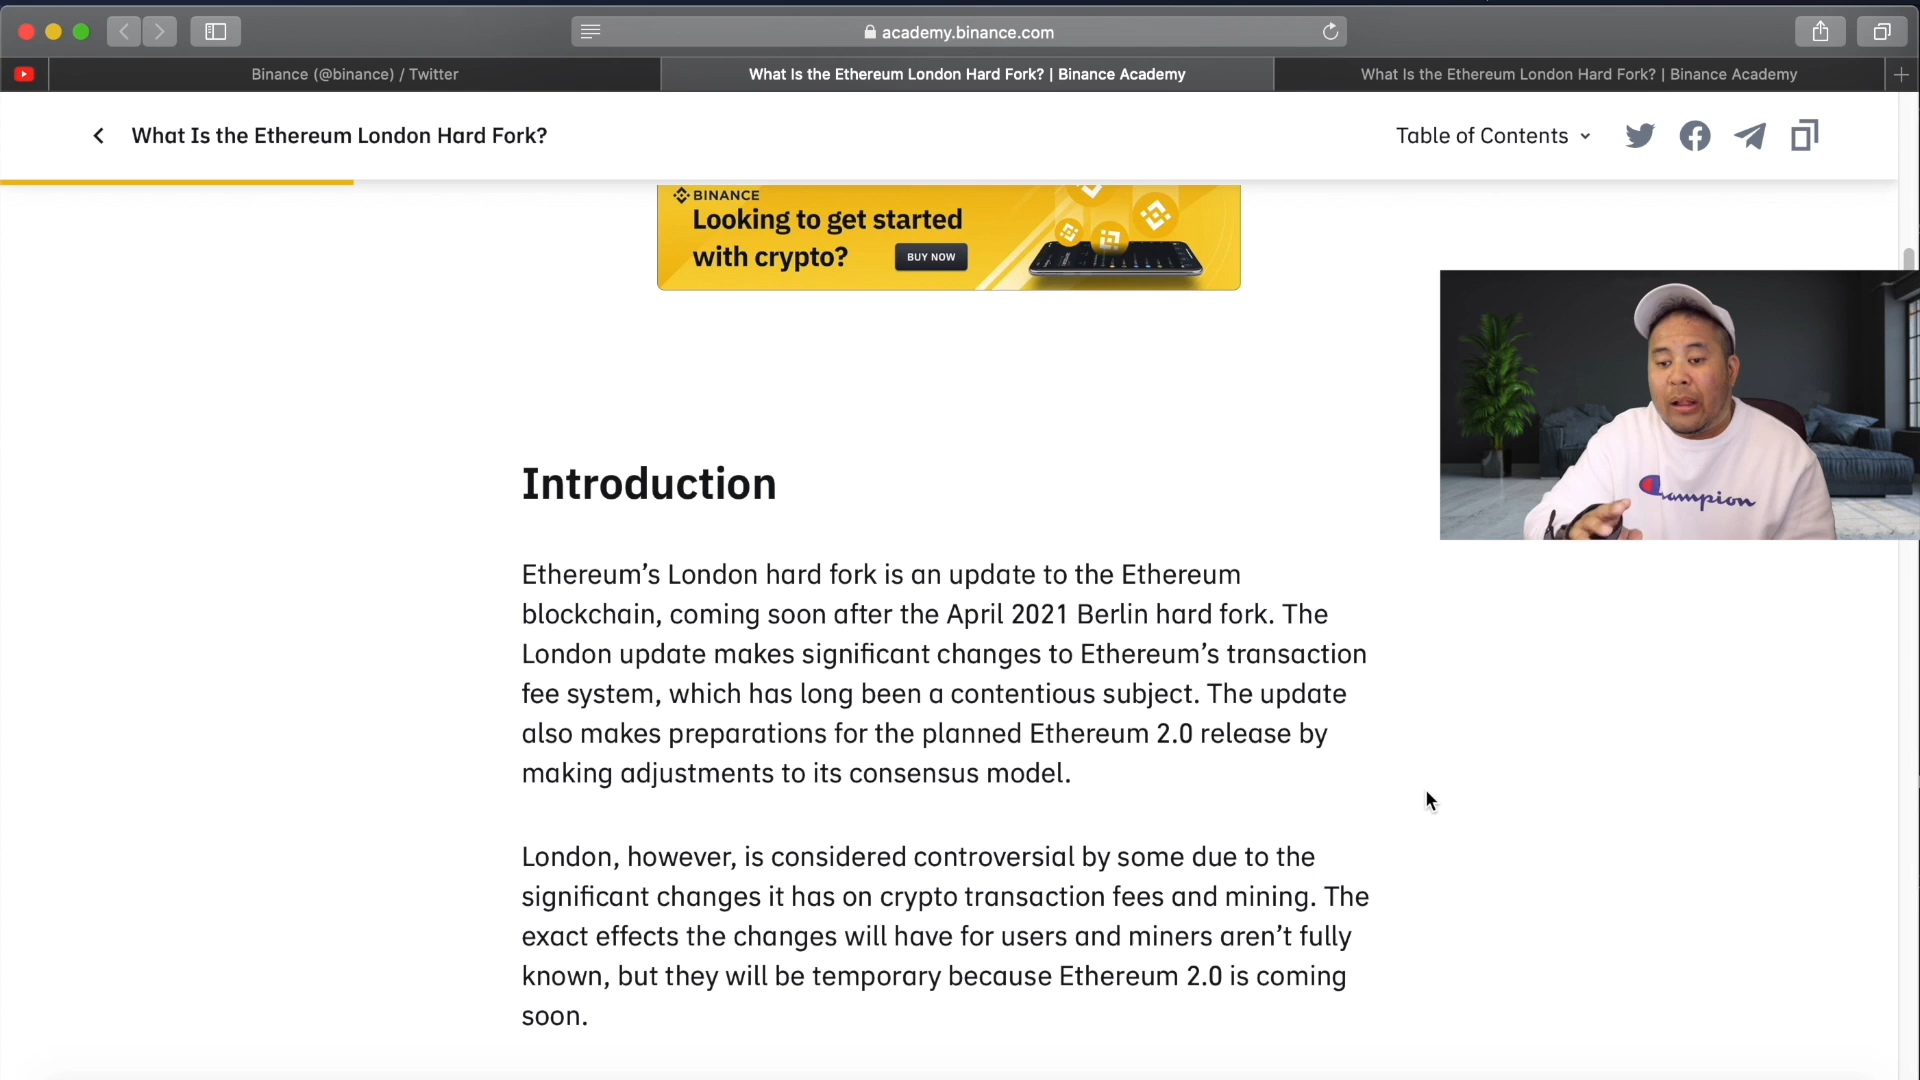 academy.binance.com
Binance (@binance) / Twitter
What Is the Ethereum London Hard Fork? | Binance Academy
What Is the Ethereum London Hard Fork? | Binance Academy
What Is the Ethereum London Hard Fork?
Table of Contents
BINANCE
Looking to get started
with crypto?
BUY NOW
Champion
Introduction
Ethereum’s London hard fork is an update to the Ethereum
blockchain, coming soon after the April 2021 Berlin hard fork. The
London update makes significant changes to Ethereum’s transaction
fee system, which has long been a contentious subject. The update
also makes preparations for the planned Ethereum 2.0 release by
making adjustments to its consensus model.
London, however, is considered controversial by some due to the
significant changes it has on crypto transaction fees and mining. The
exact effects the changes will have for users and miners aren’t fully
known, but they will be temporary because Ethereum 2.0 is coming
soon.